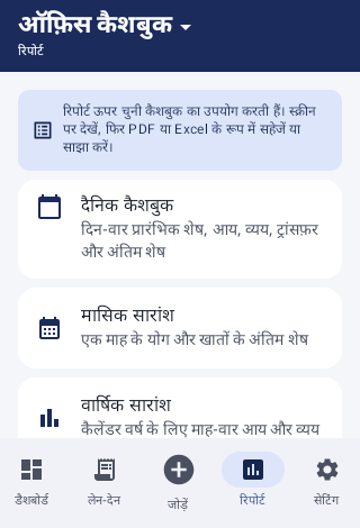 ऑफ़िस कैशबुक
रिपोर्ट
रिपोर्ट ऊपर चुनी कैशबुक का उपयोग करती हैं। स्क्रीन
पर देखें, फिर PDF या Excel के रूप में सहेजें या
साझा करें।
दैनिक कैशबुक
दिन-वार प्रारंभिक शेष, आय, व्यय, ट्रांसफ़र
और अंतिम शेष
मासिक सारांश
एक माह के योग और खातों के अंतिम शेष
वार्षिक सारांश
कैलेंडर वर्ष के लिए माह-वार आय और व्यय
डैशबोर्ड
लेन-देन
जोड़ें
रिपोर्ट
सेटिंग